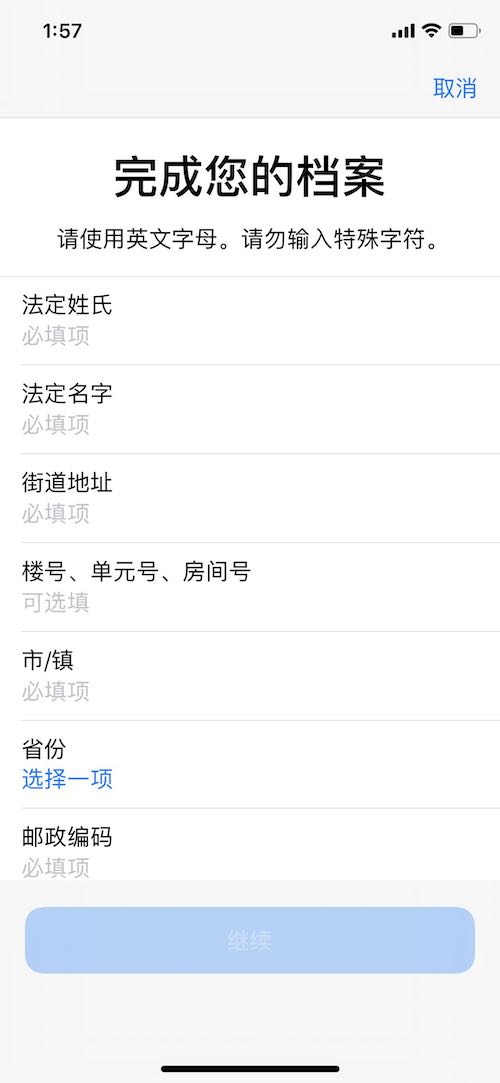 1:57
取消
完成您的档案
请使用英文字母。请勿输入特殊字符。
法定姓氏
必填项
法定名字
必填项
街道地址
必填项
楼号、单元号、房间号
可选填
市/镇
必填项
省份
选择一项
邮政编码
必填项
继续